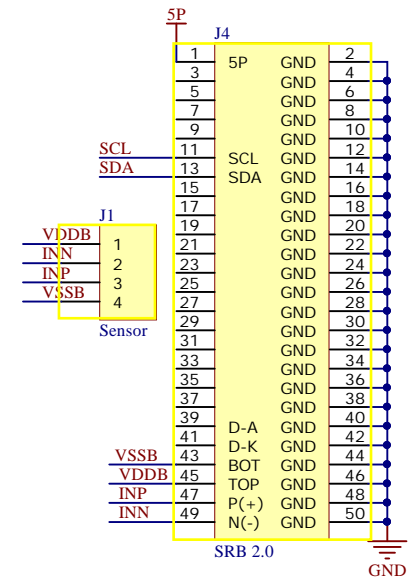 5P
J4
1 5P GND 2
3 GND 4
5 GND 6
7 GND 8
9 GND 10
SCL 11 SCL GND 12
SDA 13 SDA GND 14
15 GND 16
17 GND 18
J1
19 GND 20
VDDB 1
21 GND 22
INN 2
23 GND 24
INP 3
25 GND 26
VSSB 4
27 GND 28
Sensor
29 GND 30
31 GND 32
33 GND 34
35 GND 36
37 GND 38
39 D-A GND 40
41 D-K GND 42
VSSB 43 BOT GND 44
VDDB 45 TOP GND 46
INP 47 P(+) GND 48
INN 49 N(-) GND 50
SRB 2.0
GND